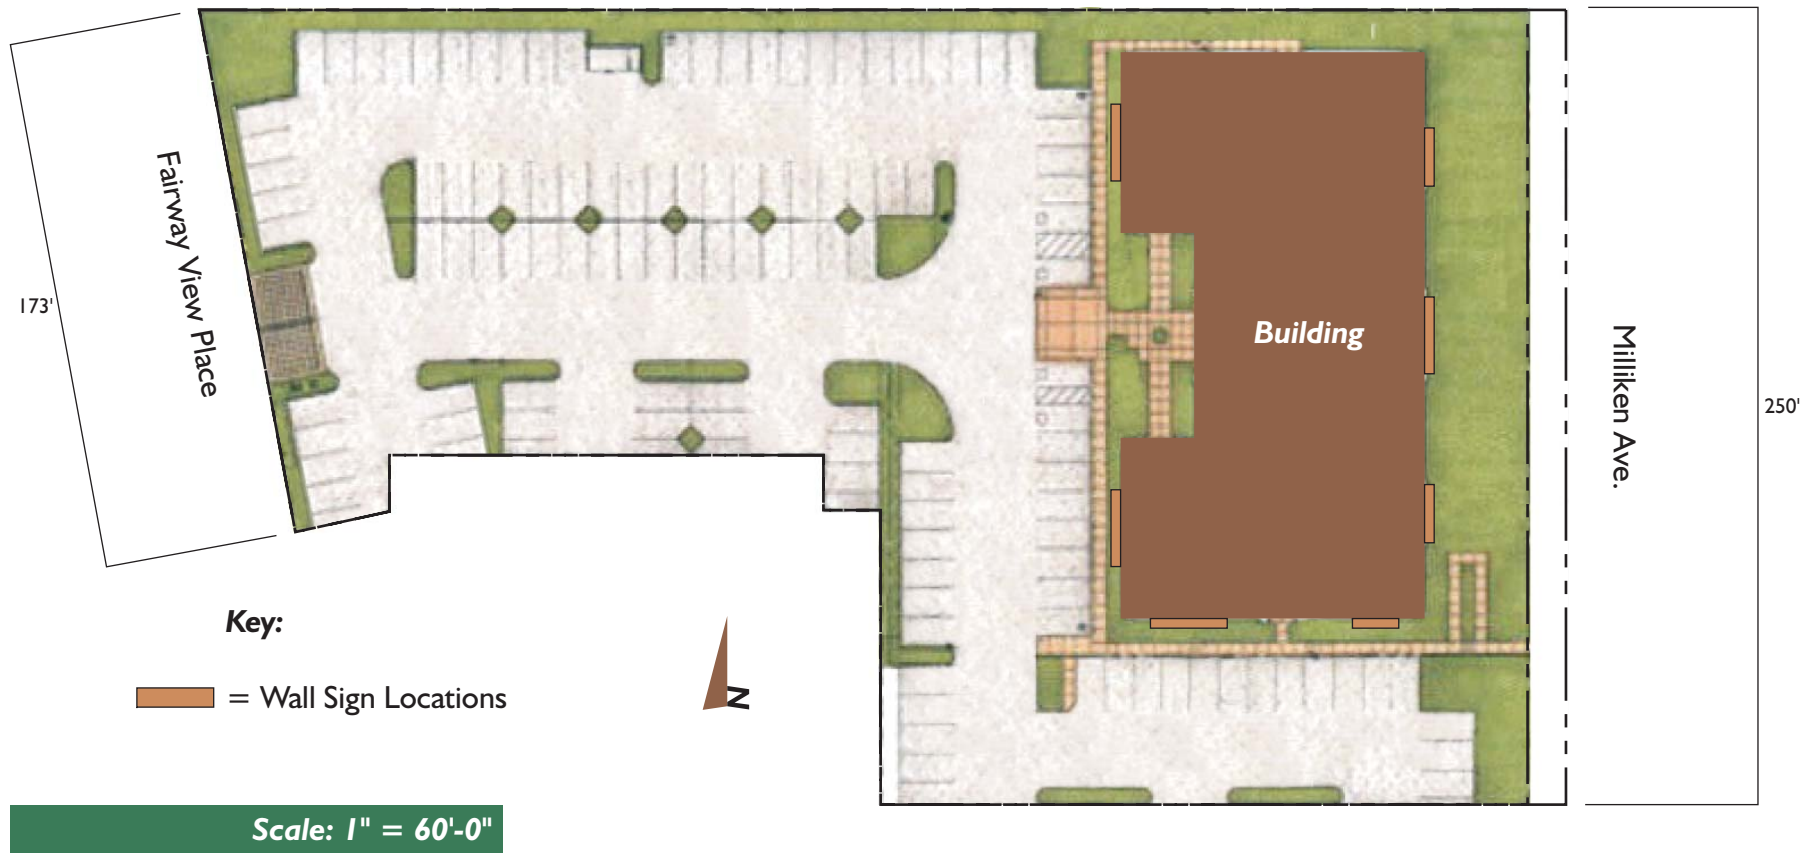 Fairway View Place
173'
Building
Milliken Ave.
250'
Key:
= Wall Sign Locations
N
Scale: 1" = 60'-0"